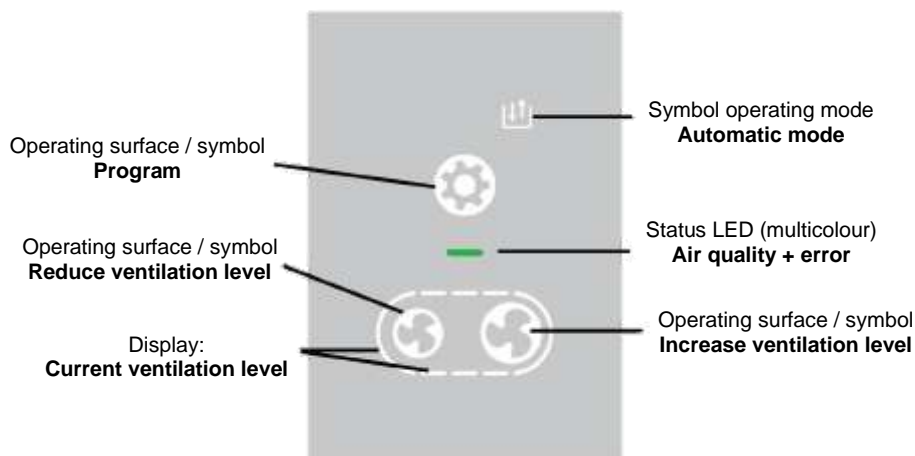 Symbol operating mode
Automatic mode
Operating surface / symbol
Program
Status LED (multicolour)
Air quality + error
Operating surface / symbol
Reduce ventilation level
Operating surface / symbol
Increase ventilation level
Display:
Current ventilation level